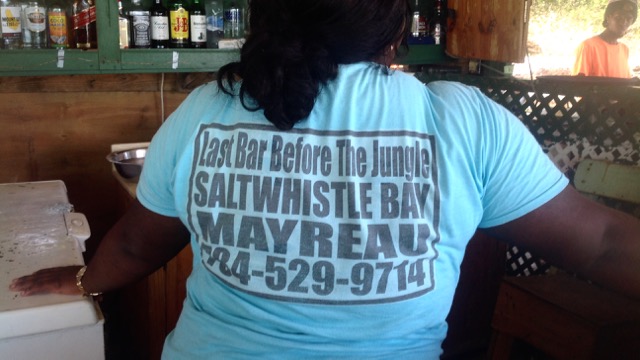 Last Bar Before The Jungle
SALTWHISTLE BAY
MAYREAU
784-529-9714
J&B